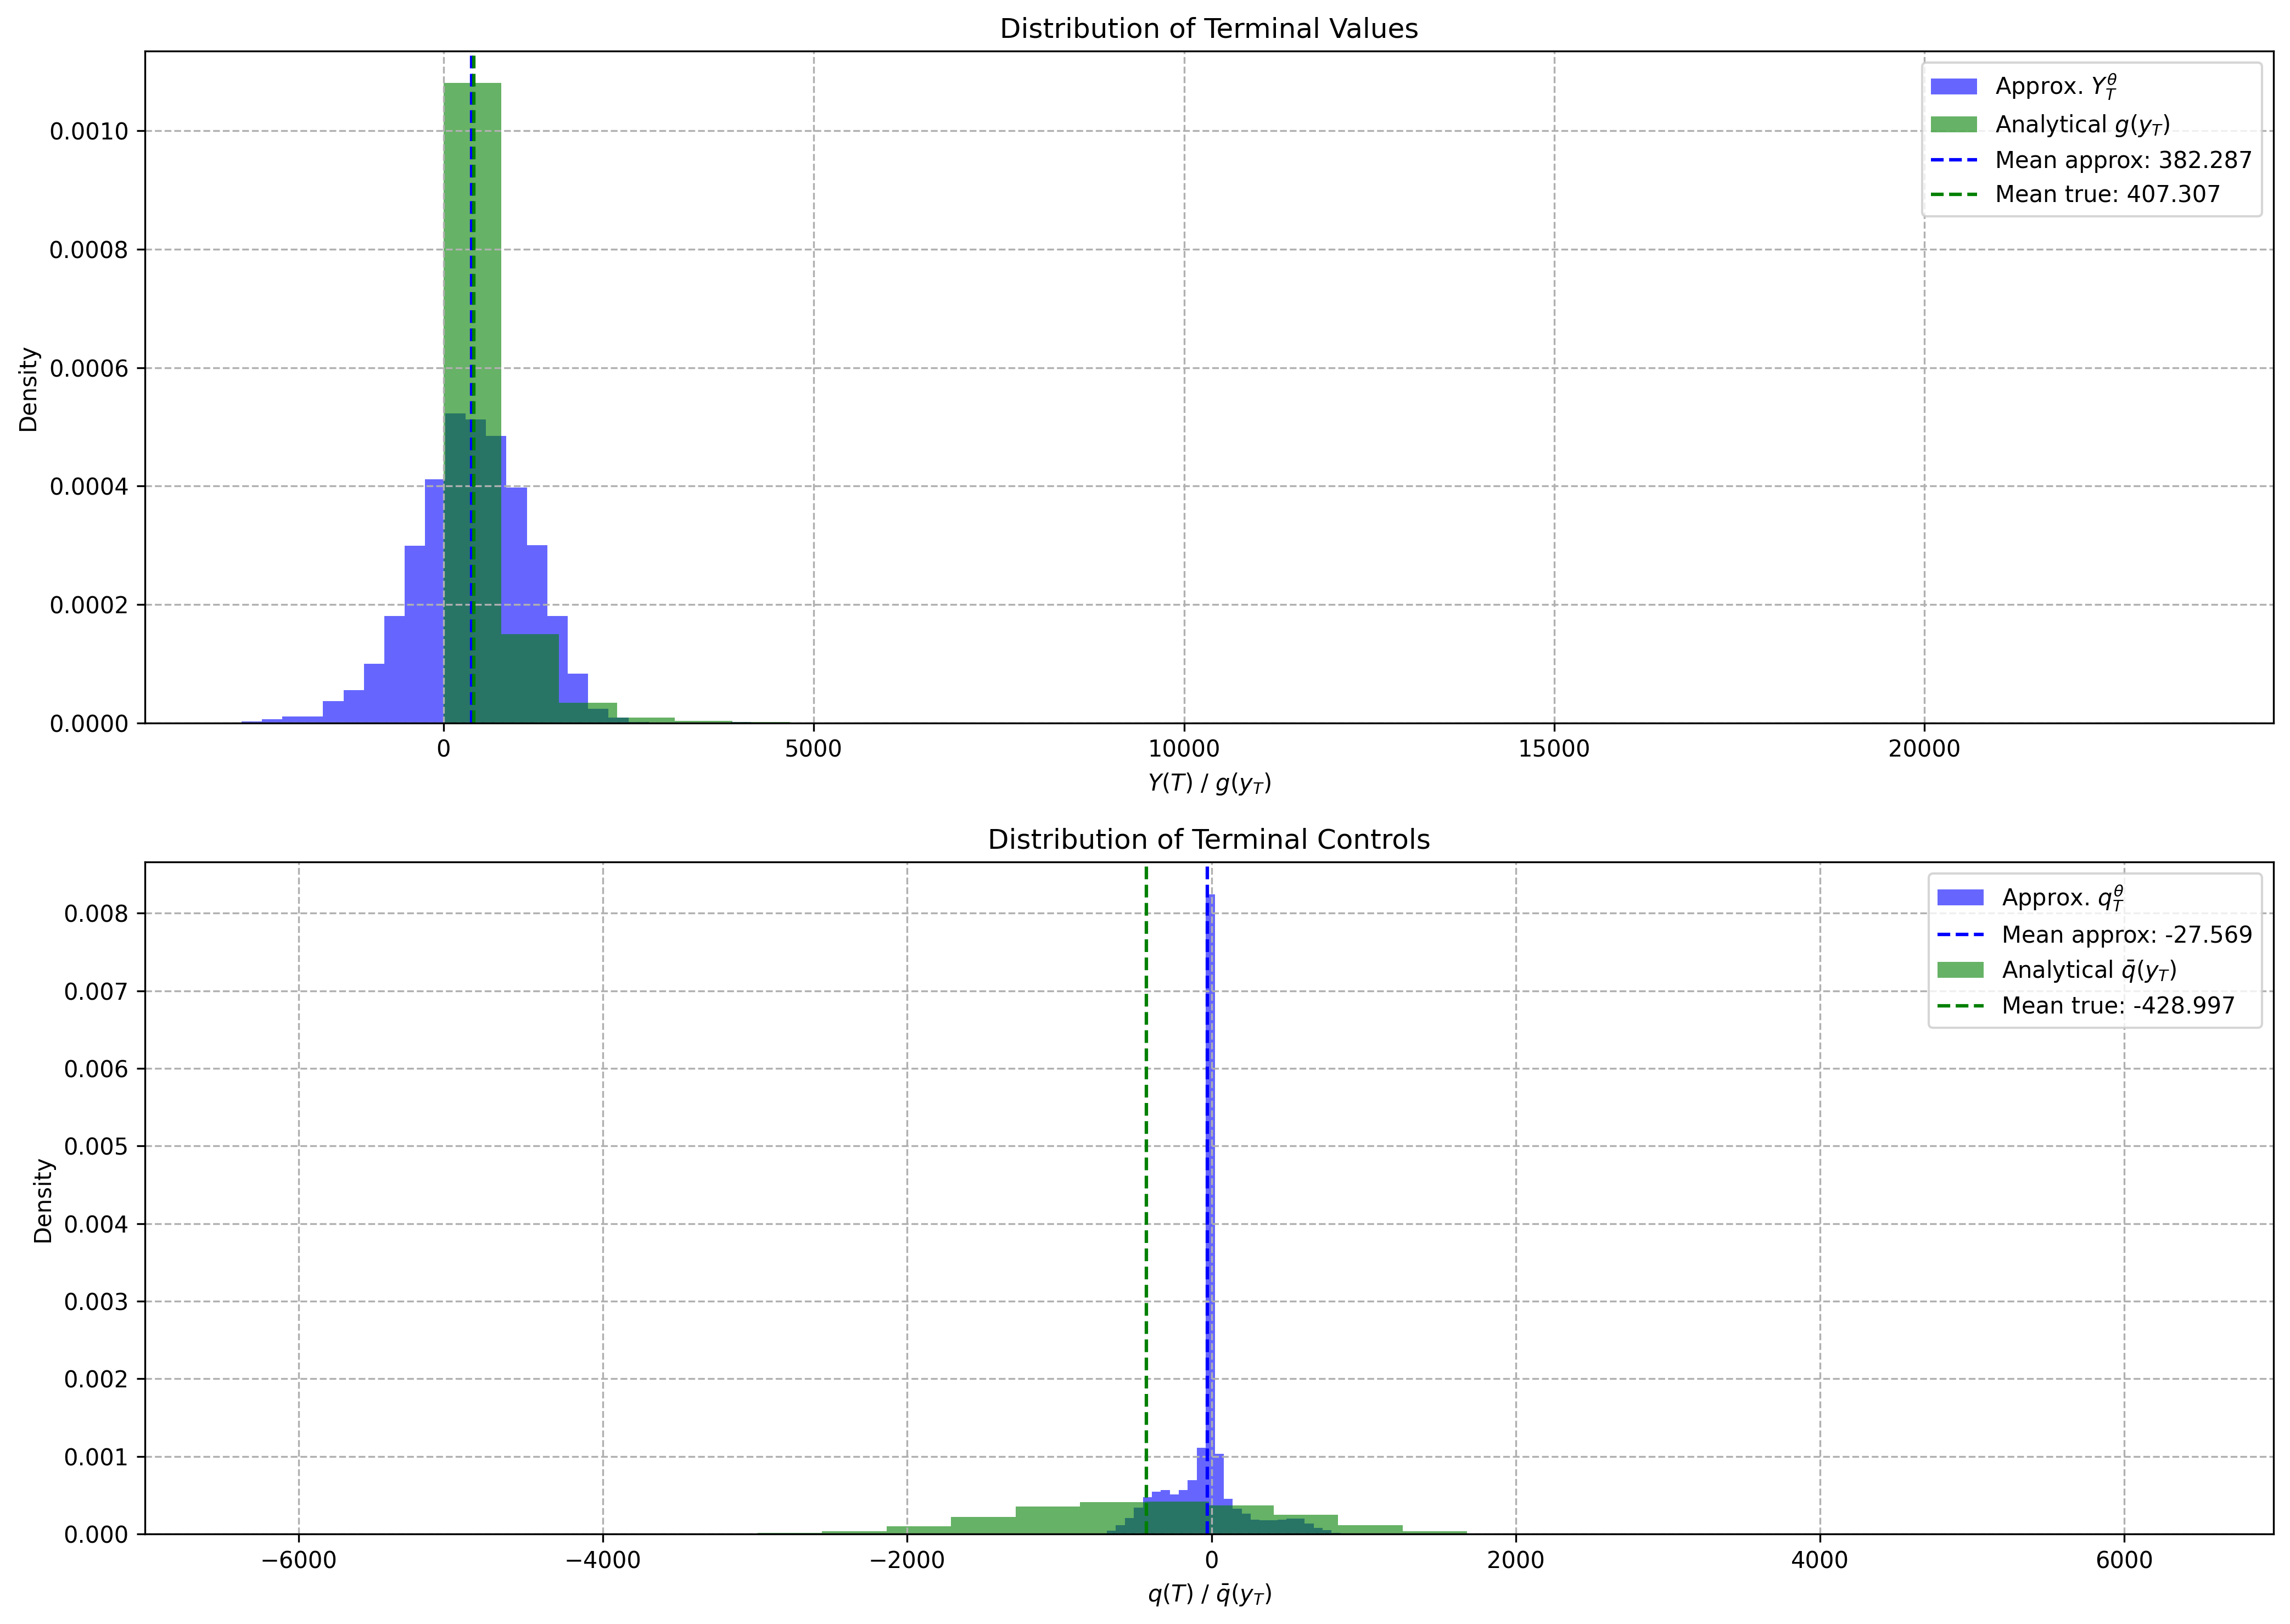 Distribution of Terminal Values
Density
0.0010
0.0008
0.0006
0.0004
0.0002
0.0000
0 5000 10000 15000 20000
Y(T) / g(y_T)
Approx. Y_T^θ
Analytical g(y_T)
Mean approx: 382.287
Mean true: 407.307
Distribution of Terminal Controls
Density
0.008
0.007
0.006
0.005
0.004
0.003
0.002
0.001
0.000
−6000 −4000 −2000 0 2000 4000 6000
q(T) / q̄(y_T)
Approx. q_T^θ
Mean approx: -27.569
Analytical q̄(y_T)
Mean true: -428.997